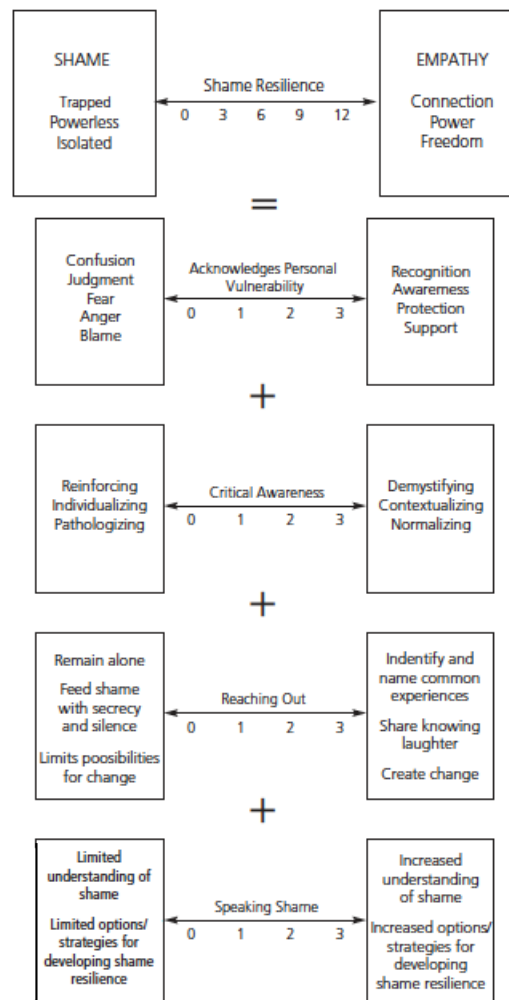 SHAME
Trapped
Powerless
Isolated
Shame Resilience
0 3 6 9 12
EMPATHY
Connection
Power
Freedom
=
Confusion
Judgment
Fear
Anger
Blame
Acknowledges Personal
Vulnerability
0 1 2 3
Recognition
Awareness
Protection
Support
+
Reinforcing
Individualizing
Pathologizing
Critical Awareness
0 1 2 3
Demystifying
Contextualizing
Normalizing
+
Remain alone
Feed shame
with secrecy
and silence
Limits poosibilities
for change
Reaching Out
0 1 2 3
Indentify and
name common
experiences
Share knowing
laughter
Create change
+
Limited
understanding of
shame
Limited options/
strategies for
developing shame
resilience
Speaking Shame
0 1 2 3
Increased
understanding
of shame
Increased options/
strategies for
developing
shame resilience